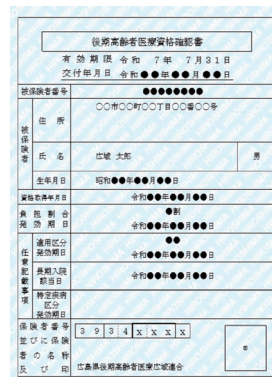 後期高齢者医療資格確認書
有効期限 令和 7年 7月31日
交付年月日 令和●●年●●月●●日
被保険者番号 ●●●●●●●●
被保険者
住所 〇〇市〇〇町〇〇丁目〇〇番〇〇号
氏名 広域 太郎 男
生年月日 昭和●●年●●月●●日
資格取得年月日 令和●●年●●月●●日
負担割合 ●割
発効期日 令和●●年●●月●●日
任意記載事項
適用区分 ●●
発効期日 令和●●年●●月●●日
長期入院
該当日 令和●●年●●月●●日
特定疾病
区分
発効期日
保険者番号 3 9 3 4 x x x x
並びに保険
者の名称
及び印 広島県後期高齢者医療広域連合